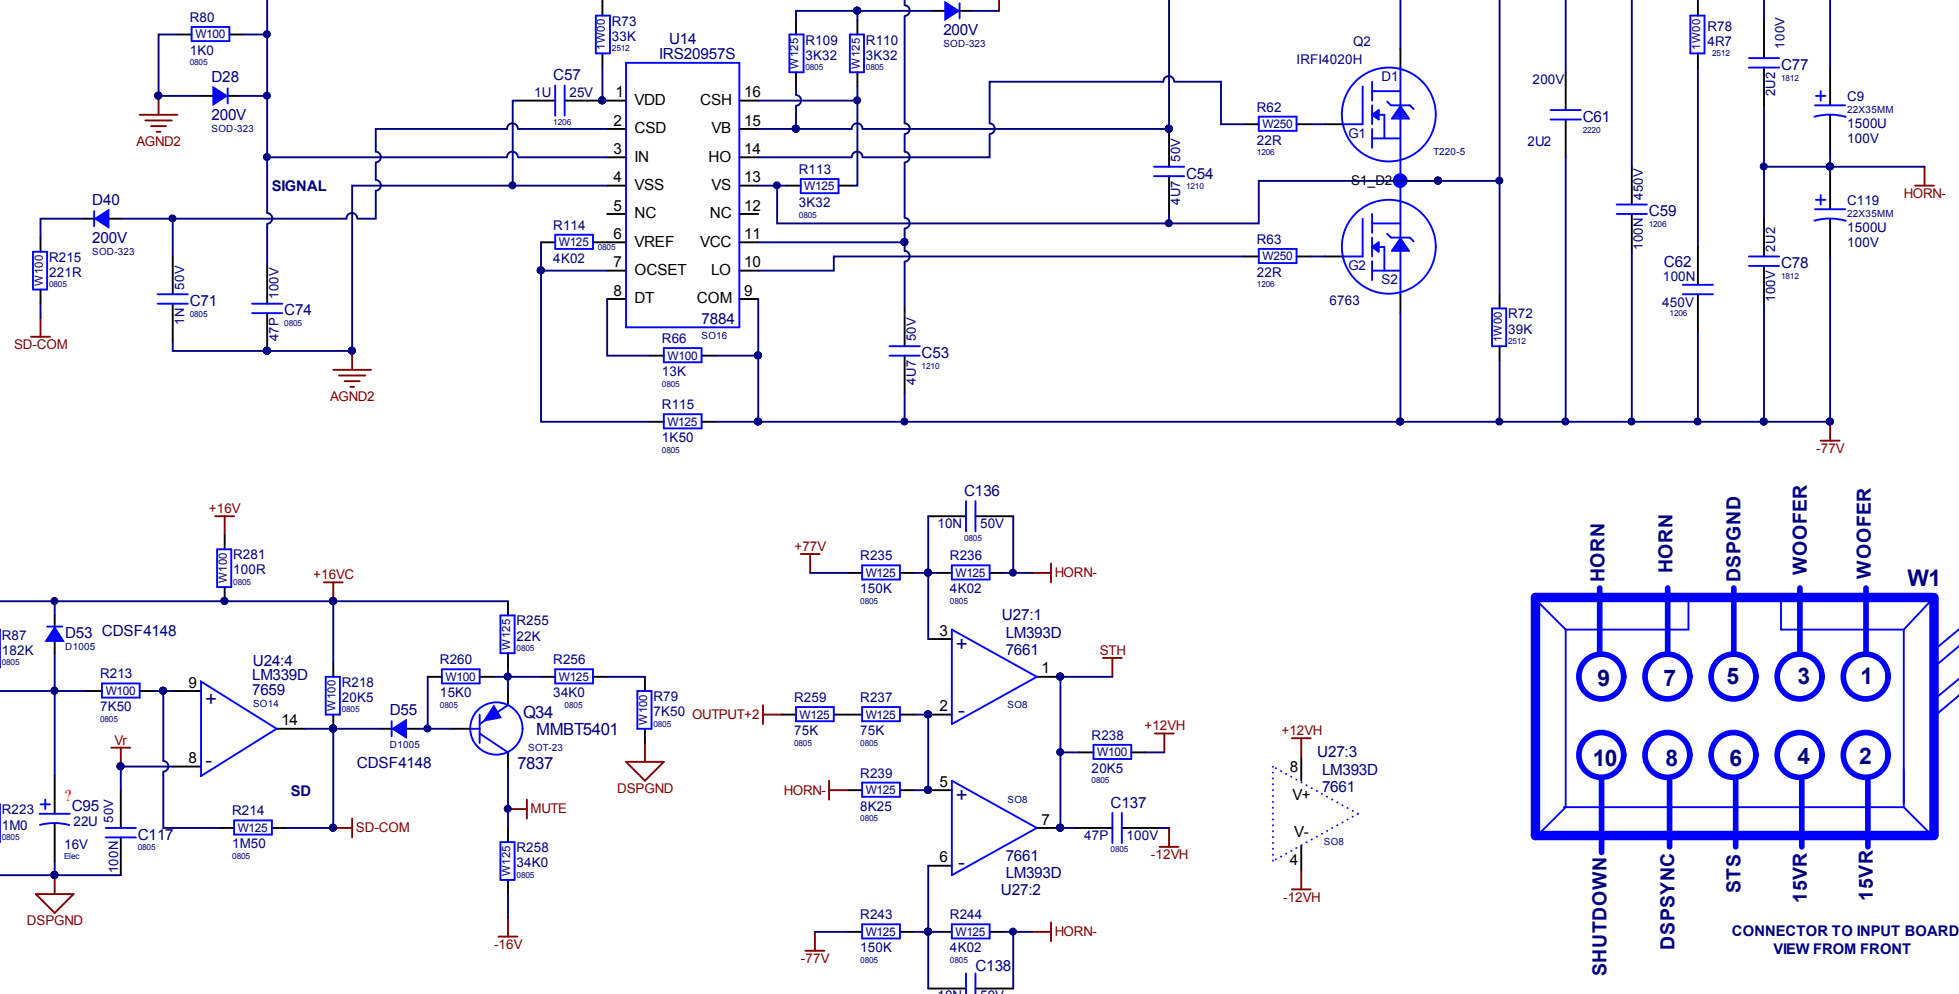 R80
W100
1K0
0805
D28
200V
SOD-323
AGND2
SIGNAL
D40
200V
SOD-323
R215
221R
0805
W100
SD-COM
50V
C71
0805
1N
100V
C74
0805
47P
AGND2
R73
33K
2512
1W00
C57
1U 25V
1206
U14
IRS20957S
1 VDD
2 CSD
3 IN
4 VSS
5 NC
6 VREF
7 OCSET
8 DT
CSH 16
VB 15
HO 14
VS 13
NC 12
VCC 11
LO 10
COM 9
7884
SO16
R114
W125
0805
4K02
R66
W100
13K
0805
R115
W125
1K50
0805
R109
3K32
0805
W125
R110
3K32
0805
W125
200V
SOD-323
R113
W125
3K32
0805
50V
C53
1210
4U7
50V
C54
1210
4U7
R62
W250
22R
1206
R63
W250
22R
1206
Q2
IRFI4020H
D1
G1
T220-5
S1_D2
G2
S2
6763
R72
39K
2512
1W00
200V
C61
2220
2U2
450V
C59
1206
100N
R78
4R7
2512
1W00
C62
100N
450V
1206
100V
C77
1812
2U2
2U2
C78
1812
100V
+
C9
22X35MM
1500U
100V
+
C119
22X35MM
1500U
100V
HORN-
-77V
+16V
R281
100R
0805
W100
+16VC
R87
182K
0805
D53
D1005
CDSF4148
R213
W100
7K50
0805
Vr
U24:4
LM339D
7659
SO14
9
+
8
-
14
R218
20K5
0805
W100
SD
R214
W125
1M50
0805
SD-COM
R223
1M0
0805
?
+
C95
22U
16V
Elec
50V
C117
0805
100N
DSPGND
D55
D1005
CDSF4148
R260
W100
15K0
0805
R255
22K
0805
W125
R256
W125
34K0
0805
R79
7K50
0805
W100
DSPGND
Q34
MMBT5401
SOT-23
7837
MUTE
R258
34K0
0805
W125
-16V
C136
10N 50V
0805
+77V
R235
W125
150K
0805
R236
W125
4K02
0805
HORN-
U27:1
LM393D
7661
3
+
2
-
1
SO8
STH
OUTPUT+2
R259
W125
75K
0805
R237
W125
75K
0805
HORN-
R239
W125
8K25
0805
5
+
6
-
7
SO8
7661
LM393D
U27:2
R238
W100
20K5
0805
+12VH
C137
47P 100V
0805
-12VH
-77V
R243
W125
150K
0805
R244
W125
4K02
0805
HORN-
C138
10N 50V
+12VH
8
V+
U27:3
LM393D
7661
V-
SO8
4
-12VH
HORN
HORN
DSPGND
WOOFER
WOOFER
W1
9 7 5 3 1
10 8 6 4 2
SHUTDOWN
DSPSYNC
STS
15VR
15VR
CONNECTOR TO INPUT BOARD
VIEW FROM FRONT